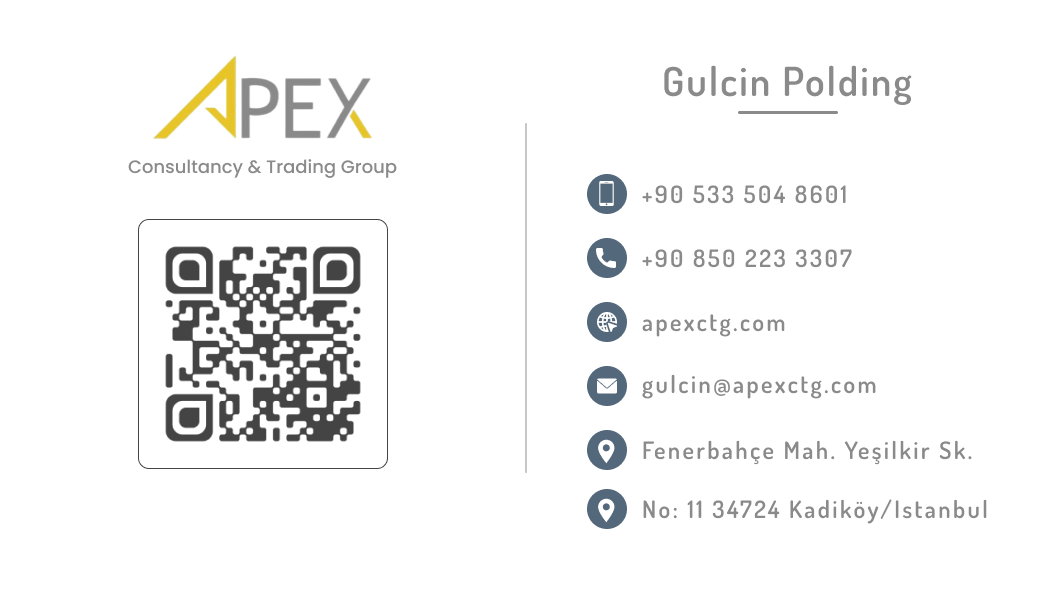 APEX
Consultancy & Trading Group
Gulcin Polding
+90 533 504 8601
+90 850 223 3307
apexctg.com
gulcin@apexctg.com
Fenerbahçe Mah. Yeşilkir Sk.
No: 11 34724 Kadiköy/Istanbul